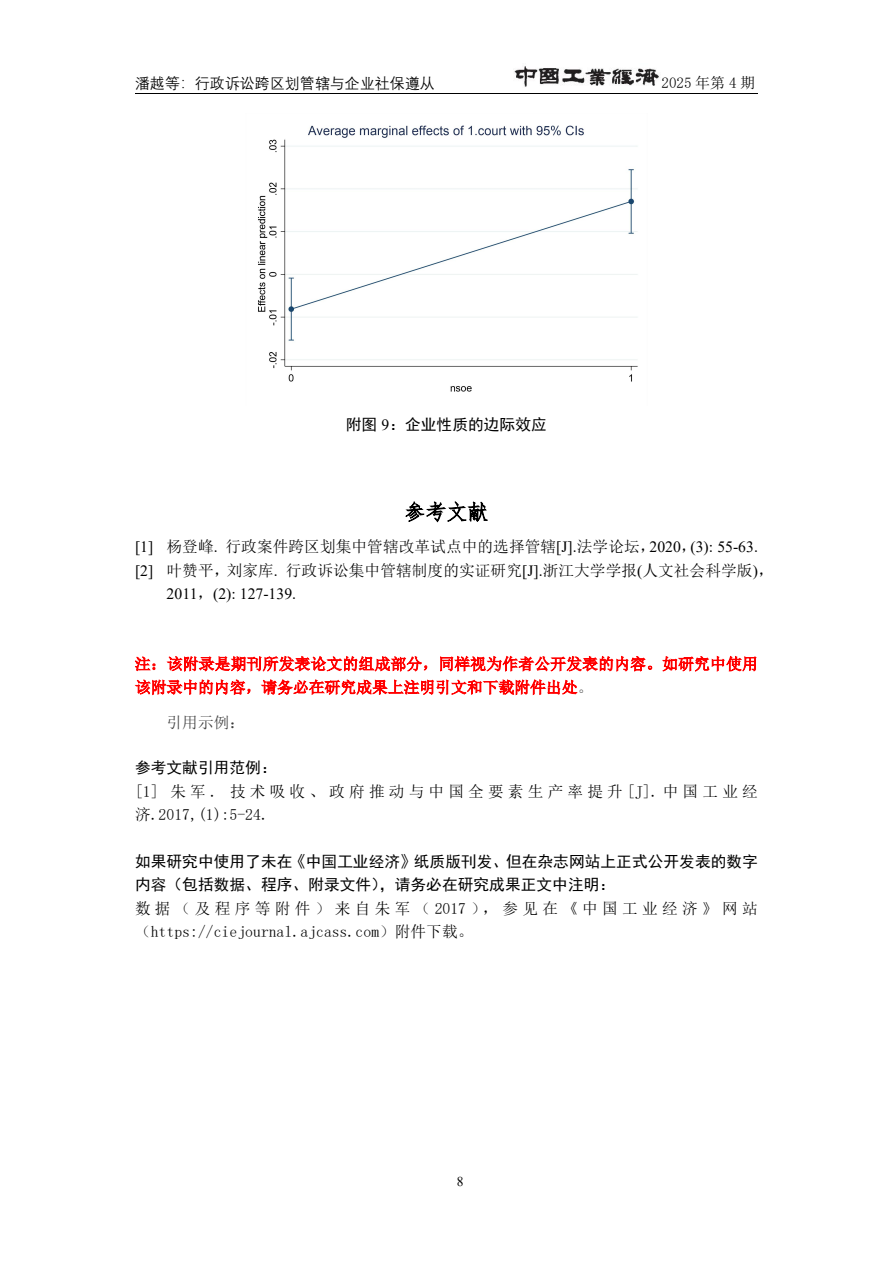 潘越等：行政诉讼跨区划管辖与企业社保遵从 中国工业经济 2025 年第 4 期
Average marginal effects of 1.court with 95% CIs
Effects on linear prediction
.03
.02
.01
0
-.01
-.02
0 1
nsoe
附图 9：企业性质的边际效应
参考文献
[1] 杨登峰. 行政案件跨区划集中管辖改革试点中的选择管辖[J].法学论坛，2020，(3): 55-63.
[2] 叶赞平，刘家库. 行政诉讼集中管辖制度的实证研究[J].浙江大学学报(人文社会科学版)，
2011，(2): 127-139.
注：该附录是期刊所发表论文的组成部分，同样视为作者公开发表的内容。如研究中使用
该附录中的内容，请务必在研究成果上注明引文和下载附件出处。
引用示例：
参考文献引用范例：
[1] 朱军. 技术吸收、政府推动与中国全要素生产率提升[J]. 中国工业经
济.2017,(1):5-24.
如果研究中使用了未在《中国工业经济》纸质版刊发、但在杂志网站上正式公开发表的数字
内容（包括数据、程序、附录文件），请务必在研究成果正文中注明：
数据（及程序等附件）来自朱军（2017），参见在《中国工业经济》网站
（https://ciejournal.ajcass.com）附件下载。
8